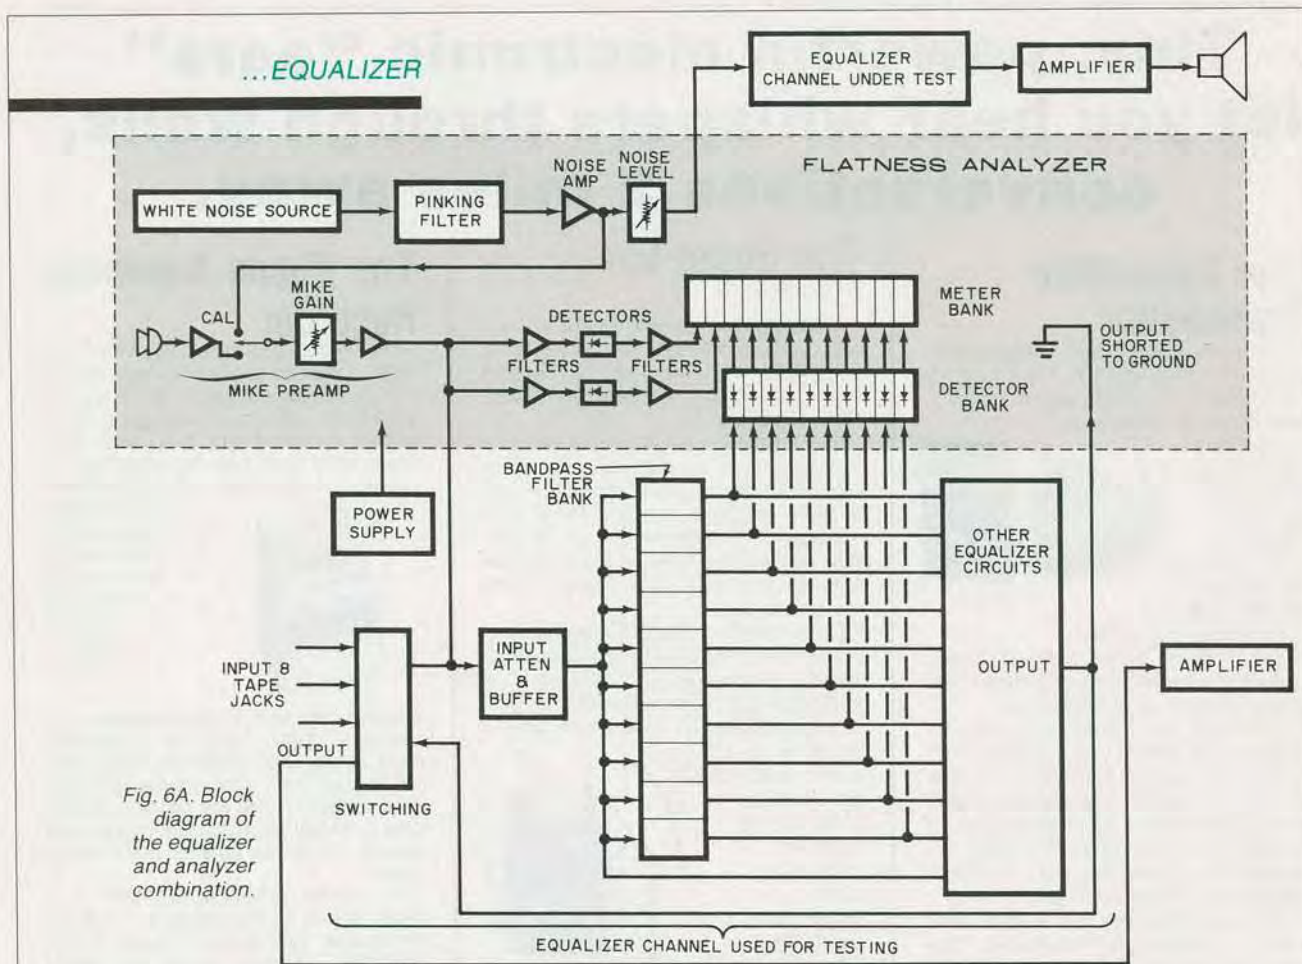 ...EQUALIZER
EQUALIZER
CHANNEL UNDER TEST
AMPLIFIER
FLATNESS ANALYZER
NOISE
AMP
NOISE
LEVEL
WHITE NOISE SOURCE
PINKING
FILTER
MIKE
GAIN
CAL
MIKE PREAMP
DETECTORS
FILTERS
FILTERS
METER
BANK
DETECTOR
BANK
OUTPUT
SHORTED
TO GROUND
POWER
SUPPLY
BANDPASS
FILTER
BANK
OTHER
EQUALIZER
CIRCUITS
INPUT &
TAPE
JACKS
INPUT
ATTEN
&
BUFFER
OUTPUT
AMPLIFIER
OUTPUT
SWITCHING
Fig. 6A. Block
diagram of
the equalizer
and analyzer
combination.
EQUALIZER CHANNEL USED FOR TESTING